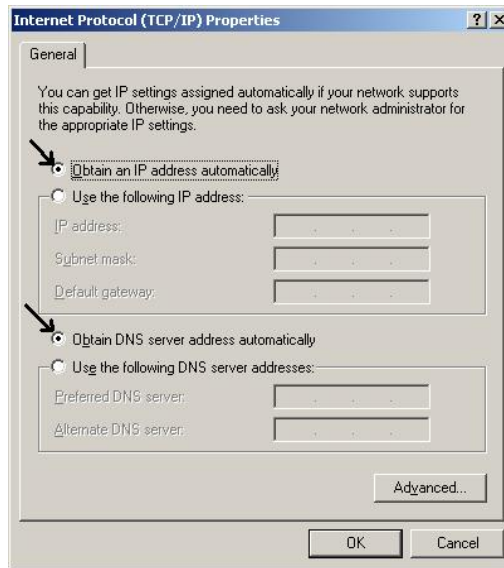 Internet Protocol (TCP/IP) Properties
General
You can get IP settings assigned automatically if your network supports
this capability. Otherwise, you need to ask your network administrator for
the appropriate IP settings.
Obtain an IP address automatically
Use the following IP address:
IP address:
Subnet mask:
Default gateway:
Obtain DNS server address automatically
Use the following DNS server addresses:
Preferred DNS server:
Alternate DNS server:
Advanced...
OK Cancel